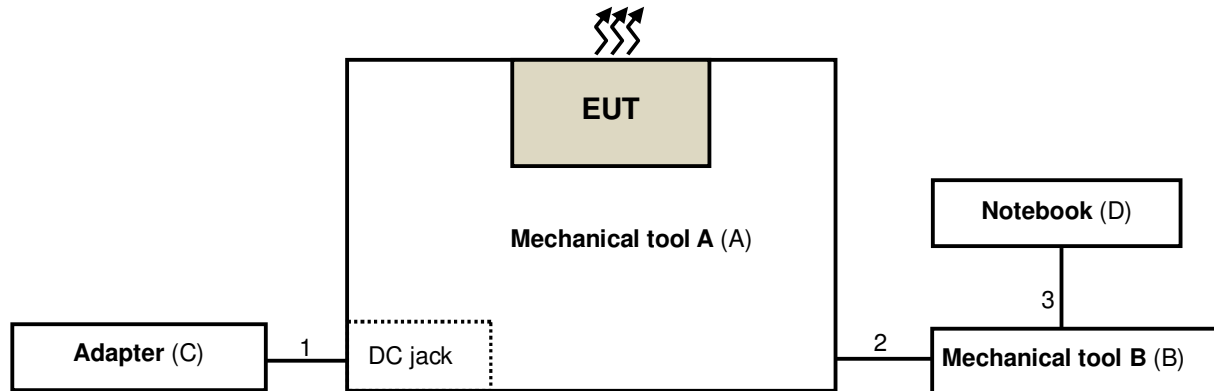 EUT
Notebook (D)
Mechanical tool A (A)
3
Adapter (C)
1
DC jack
2
Mechanical tool B (B)